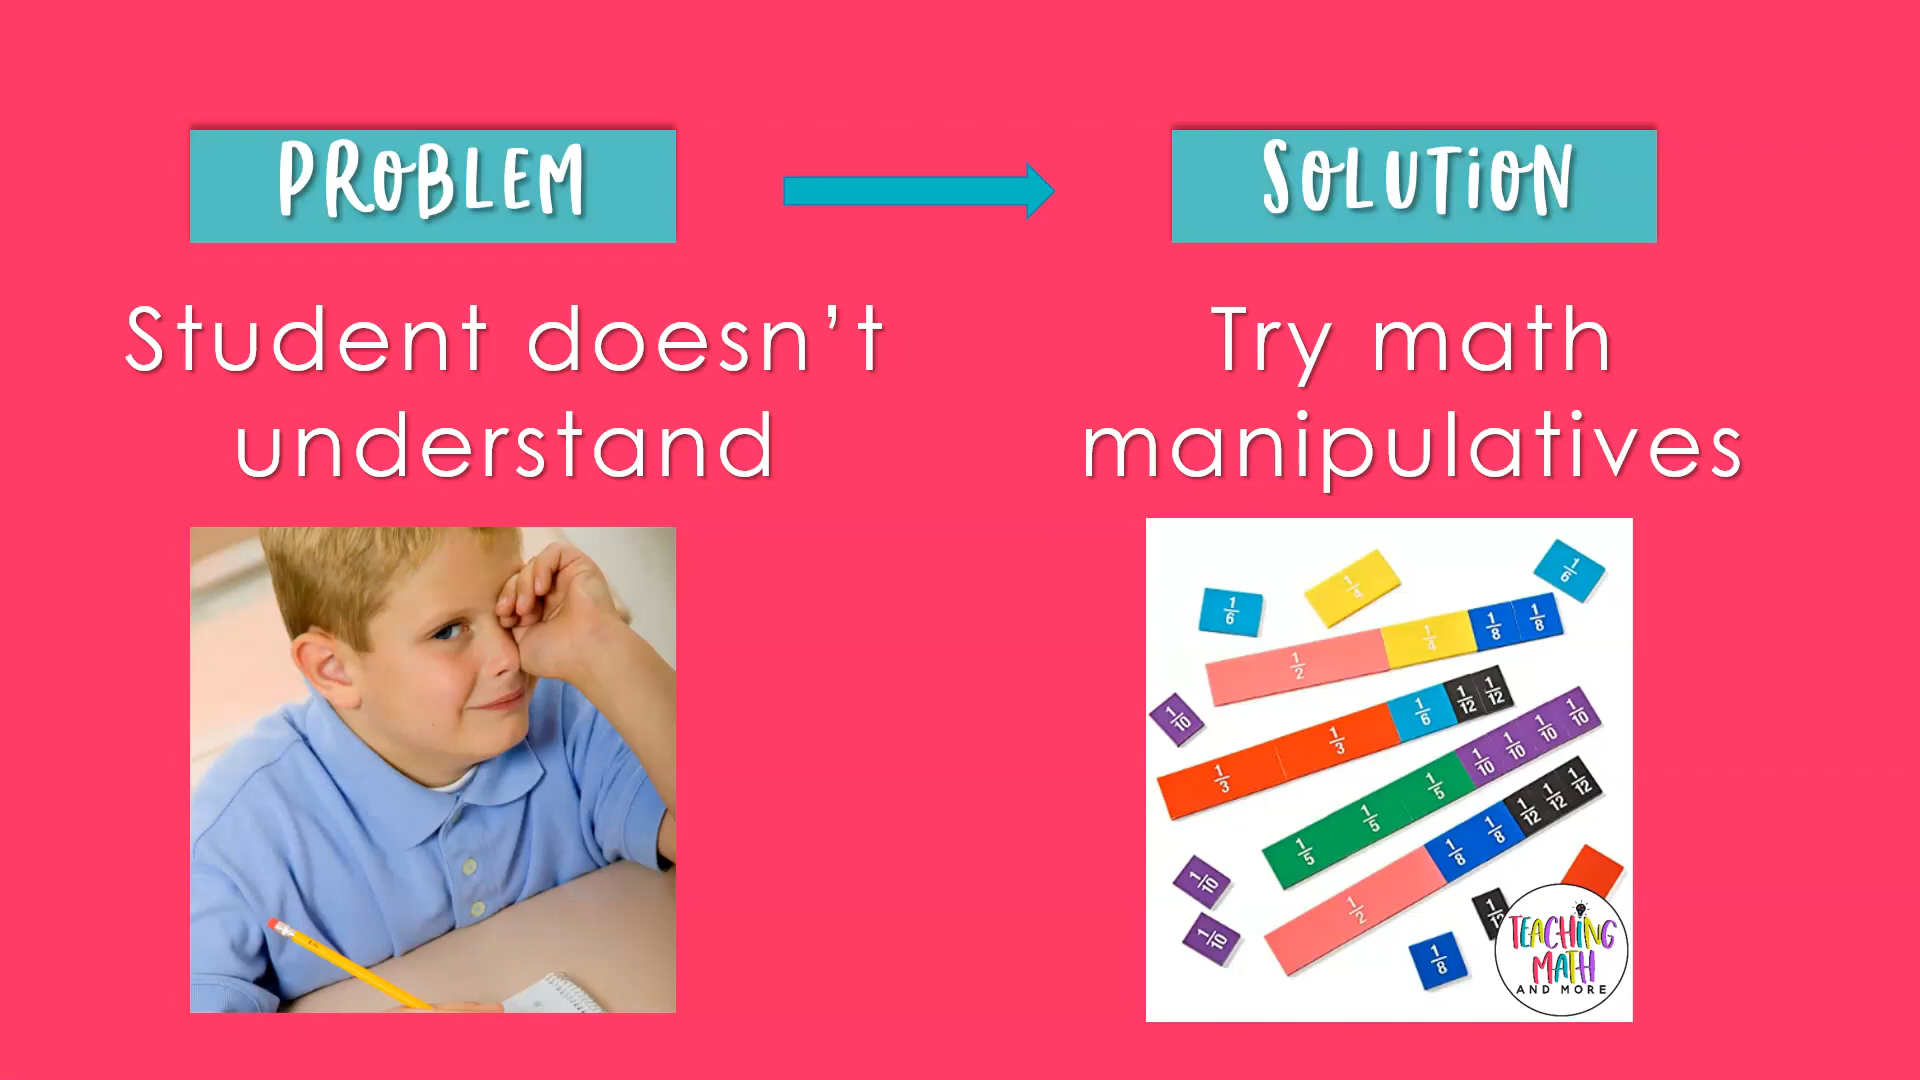 PROBLEM
SOLUTION
Student doesn't
understand
Try math
manipulatives
1/6
1/4
1/6
1/2 1/4 1/8 1/8
1/10
1/3 1/3 1/6 1/12 1/12
1/5 1/5 1/5 1/10 1/10 1/10 1/10
1/2 1/8 1/8 1/12 1/12 1/12
1/10
1/10
1/8
TEACHING
MATH
AND MORE